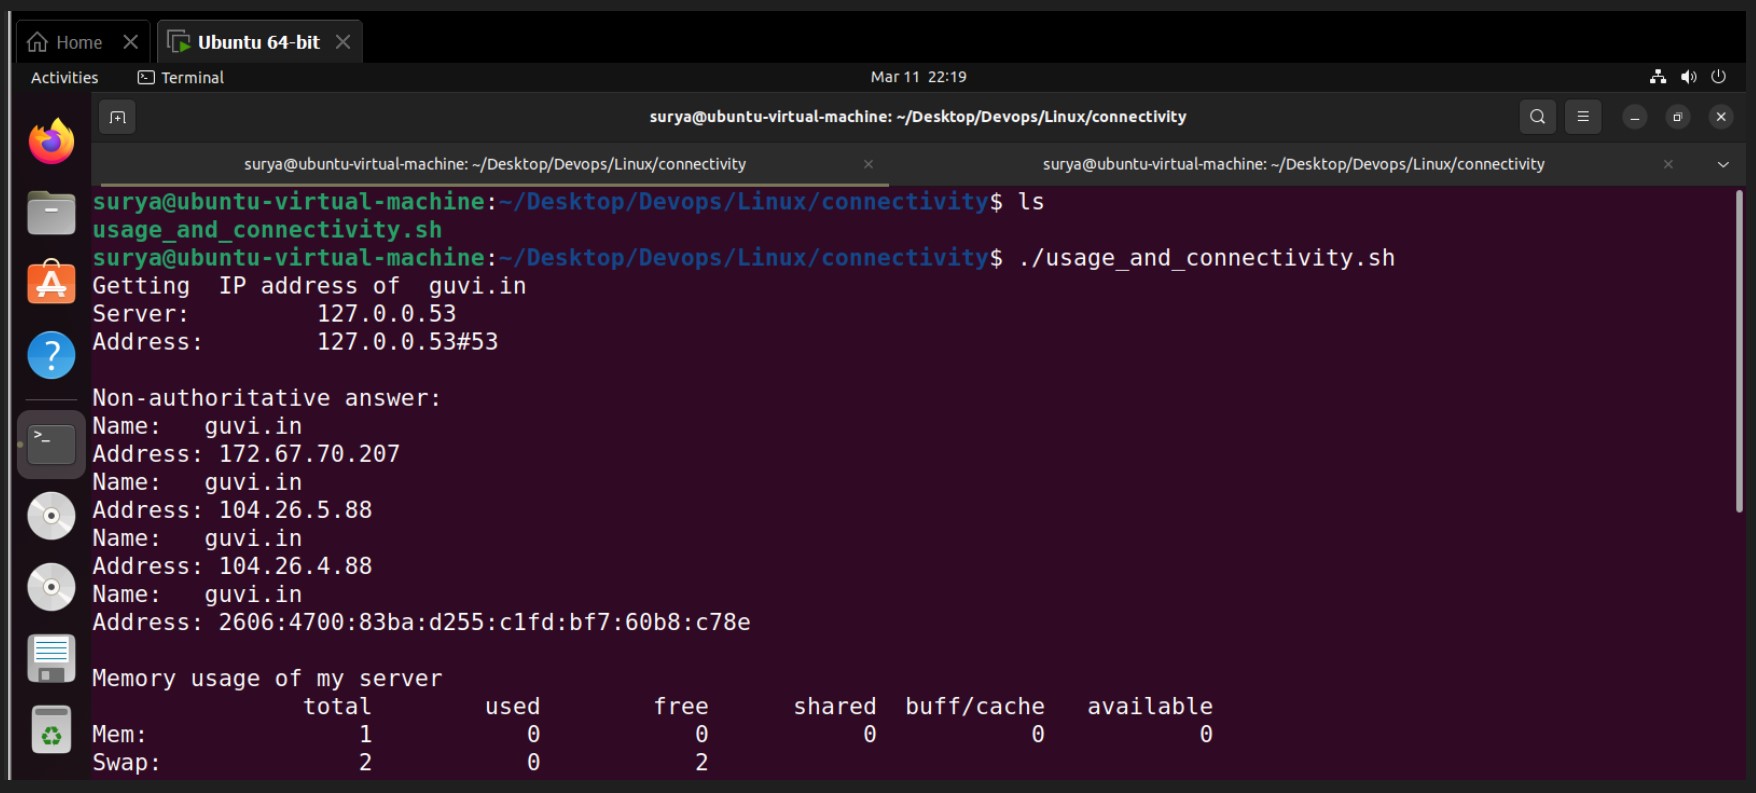 Home
Ubuntu 64-bit
Activities Terminal Mar 11 22:19
surya@ubuntu-virtual-machine: ~/Desktop/Devops/Linux/connectivity
surya@ubuntu-virtual-machine: ~/Desktop/Devops/Linux/connectivity surya@ubuntu-virtual-machine: ~/Desktop/Devops/Linux/connectivity
surya@ubuntu-virtual-machine:~/Desktop/Devops/Linux/connectivity$ ls
usage_and_connectivity.sh
surya@ubuntu-virtual-machine:~/Desktop/Devops/Linux/connectivity$ ./usage_and_connectivity.sh
Getting  IP address of  guvi.in
Server:         127.0.0.53
Address:        127.0.0.53#53
Non-authoritative answer:
Name:   guvi.in
Address: 172.67.70.207
Name:   guvi.in
Address: 104.26.5.88
Name:   guvi.in
Address: 104.26.4.88
Name:   guvi.in
Address: 2606:4700:83ba:d255:c1fd:bf7:60b8:c78e
Memory usage of my server
               total        used        free      shared  buff/cache   available
Mem:               1           0           0           0           0           0
Swap:              2           0           2